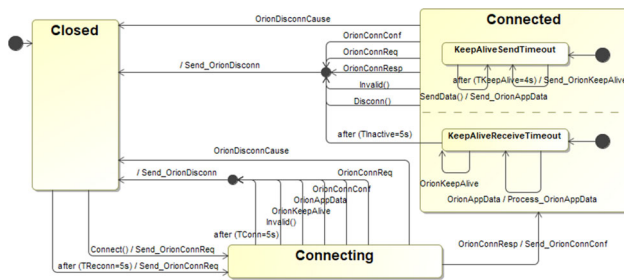 Closed
OrionDisconnCause
Connected
OrionConnConf
OrionConnReq
OrionConnResp
Invalid()
Disconn()
/ Send_OrionDisconn
KeepAliveSendTimeout
after (TKeepAlive=4s) / Send_OrionKeepAlive
SendData() / Send_OrionAppData
after (TInactive=5s)
KeepAliveReceiveTimeout
OrionKeepAlive
OrionAppData / Process_OrionAppData
OrionDisconnCause
/ Send_OrionDisconn
OrionConnReq
OrionConnConf
OrionAppData
OrionKeepAlive
Invalid()
after (TConn=5s)
Connect() / Send_OrionConnReq
after (TReconn=5s) / Send_OrionConnReq
Connecting
OrionConnResp / Send_OrionConnConf